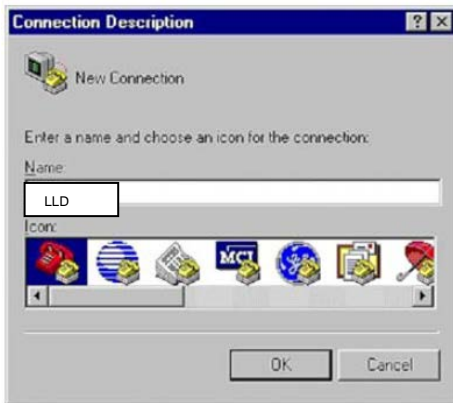 Connection Description
New Connection
Enter a name and choose an icon for the connection:
Name:
LLD
Icon:
MCI
OK
Cancel